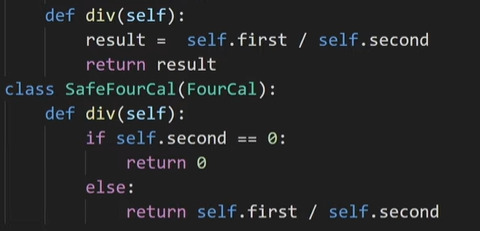 def div(self):
        result =  self.first / self.second
        return result
class SafeFourCal(FourCal):
    def div(self):
        if self.second == 0:
            return 0
        else:
            return self.first / self.second